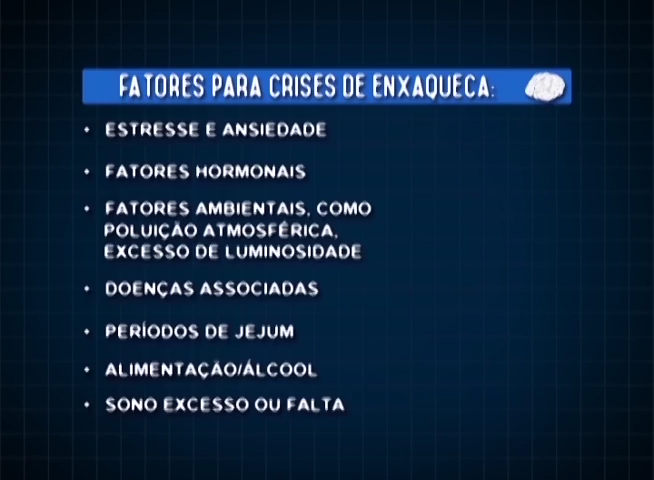 FATORES PARA CRISES DE ENXAQUECA:
• ESTRESSE E ANSIEDADE
• FATORES HORMONAIS
• FATORES AMBIENTAIS, COMO
POLUIÇÃO ATMOSFÉRICA,
EXCESSO DE LUMINOSIDADE
• DOENÇAS ASSOCIADAS
• PERÍODOS DE JEJUM
• ALIMENTAÇÃO/ÁLCOOL
• SONO EXCESSO OU FALTA